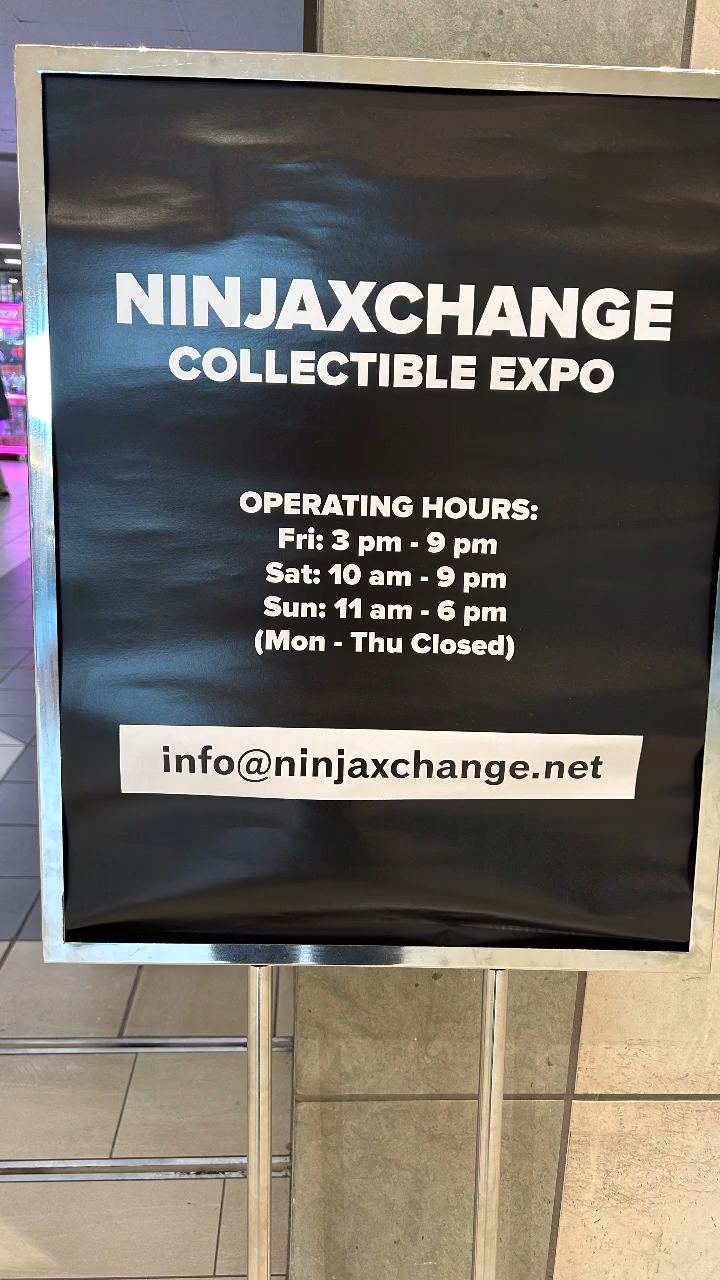 NINJAXCHANGE
COLLECTIBLE EXPO
OPERATING HOURS:
Fri: 3 pm - 9 pm
Sat: 10 am - 9 pm
Sun: 11 am - 6 pm
(Mon - Thu Closed)
info@ninjaxchange.net